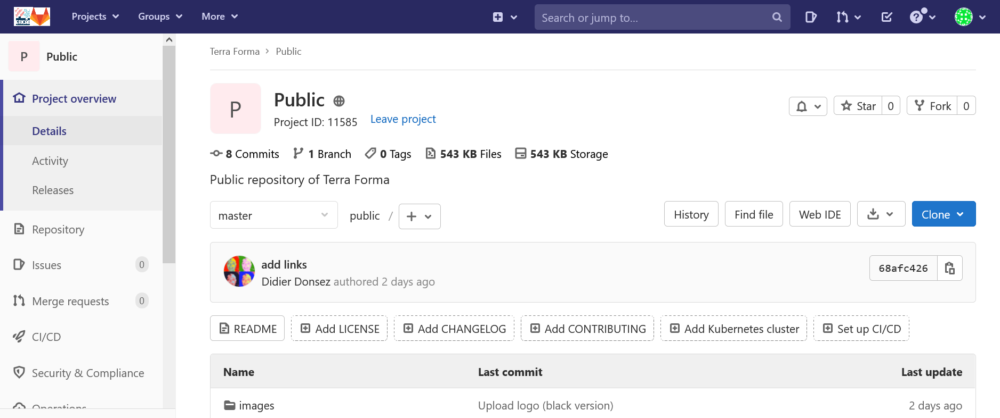 Projects Groups More Search or jump to...
P Public
Project overview
Details
Activity
Releases
Repository
Issues 0
Merge requests 0
CI/CD
Security & Compliance
Operations
Terra Forma > Public
P
Public
Project ID: 11585 Leave project
Star 0 Fork 0
8 Commits 1 Branch 0 Tags 543 KB Files 543 KB Storage
Public repository of Terra Forma
master public / + History Find file Web IDE Clone
add links
Didier Donsez authored 2 days ago
68afc426
README Add LICENSE Add CHANGELOG Add CONTRIBUTING Add Kubernetes cluster Set up CI/CD
Name Last commit Last update
images Upload logo (black version) 2 days ago